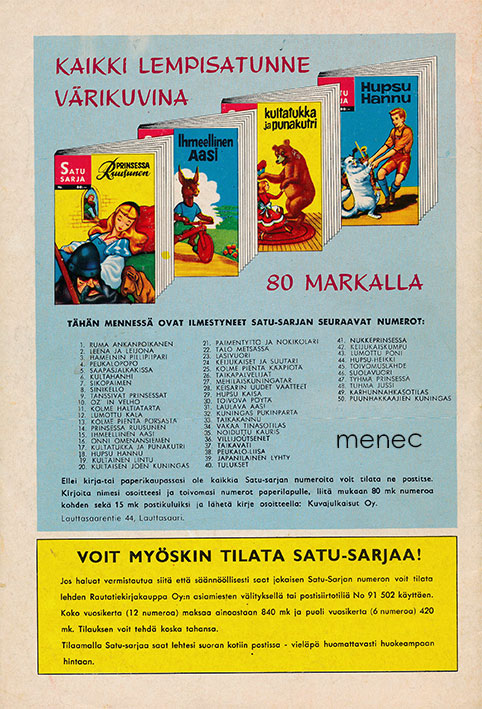 KAIKKI LEMPISATUNNE
VÄRIKUVINA
SATU
SARJA
PRINSESSA
Ruusunen
Ihmeellinen
AASI
kultatukka
ja punakutri
TU
RJA
Hupsu
Hannu
80 MARKALLA
TÄHÄN MENNESSÄ OVAT ILMESTYNEET SATU-SARJAN SEURAAVAT NUMEROT:
1. RUMA ANKANPOIKANEN
2. LEENA JA LEIJONA
3. HAMELNIN PILLIPIIPARI
4. PEUKALOPOPO
5. SAAPASJALKAKISSA
6. KULTAHANHI
7. SIKOPAIMEN
8. SINIKELLO
9. TANSSIVAT PRINSESSAT
10. OZ IN VELHO
11. KOLME HALTIATARTA
12. LUMOTTU KALA
13. KOLME PIENTÄ PORSASTA
14. PRINSESSA RUUSUNEN
15. IHMEELLINEN AASI
16. ONNI OMENANSIEMEN
17. KULTATUKKA JA PUNAKUTRI
18. HUPSU HANNU
19. KULTAINEN LINTU
20. KULTAISEN JOEN KUNINGAS
21. PAIMENTYTTÖ JA NOKIKOLARI
22. TALO METSÄSSÄ
23. LASIVUORI
24. KEIJUKAISET JA SUUTARI
25. KOLME PIENTÄ KÄÄPIÖTÄ
26. TAIKAPALVELIJAT
27. MEHILÄISKUNINGATAR
28. KEISARIN UUDET VAATTEET
29. HUPSU KAISA
30. TOIVOVA PÖYTÄ
31. LAULAVA AASI
32. KUNINGAS PUKINPARTA
33. TAIKAKANNU
34. VAKAA TINASOTILAS
35. NOIDUTTU KAURIS
36. VILLIJOUTSENET
37. TAIKAVATI
38. PEUKALO-LIISA
39. JAPANILAINEN LYHTY
40. TULUKSET
41. NUKKEPRINSESSA
42. KEIJUKAISKUMPU
43. LUMOTTU PONI
44. HUPSU-HEIKKI
45. TOIVOMUSLÄHDE
46. SUOLAVUORI
47. TYHMÄ PRINSESSA
48. TUHMA JUSSI
49. KARHUNNAHKASOTILAS
50. PUUNHAKKAAJIEN KUNINGAS
menec
Ellei kirja-tai paperikaupassasi ole kaikkia Satu-sarjan numeroita voit tilata ne postitse.
Kirjoita nimesi osoitteesi ja toivomasi numerot paperilapulle, liitä mukaan 80 mk numeroa
kohden sekä 15 mk postikuluiksi ja lähetä kirje osoitteella: Kuvajulkaisut Oy.
Lauttasaarentie 44, Lauttasaari.
VOIT MYÖSKIN TILATA SATU-SARJAA!
Jos haluat varmistautua siitä että säännöllisesti saat jokaisen Satu-Sarjan numeron voit tilata
lehden Rautatiekirjakauppa Oy:n asiamiesten välityksellä tai postisiirtotiliä No 91 502 käyttäen.
Koko vuosikerta (12 numeroa) maksaa ainoastaan 840 mk ja puoli vuosikerta (6 numeroa) 420
mk. Tilauksen voit tehdä koska tahansa.
Tilaamalla Satu-sarjaa saat lehtesi suoraan kotiin postissa - vieläpä huomattavasti huokeampaan
hintaan.